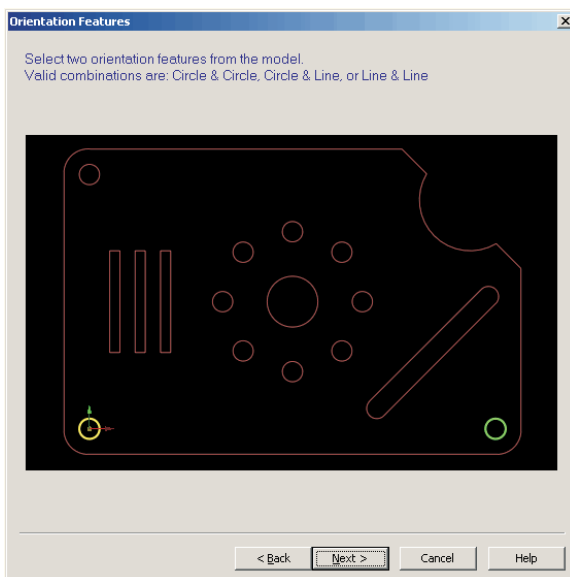 Orientation Features
Select two orientation features from the model.
Valid combinations are: Circle & Circle, Circle & Line, or Line & Line
< Back Next > Cancel Help